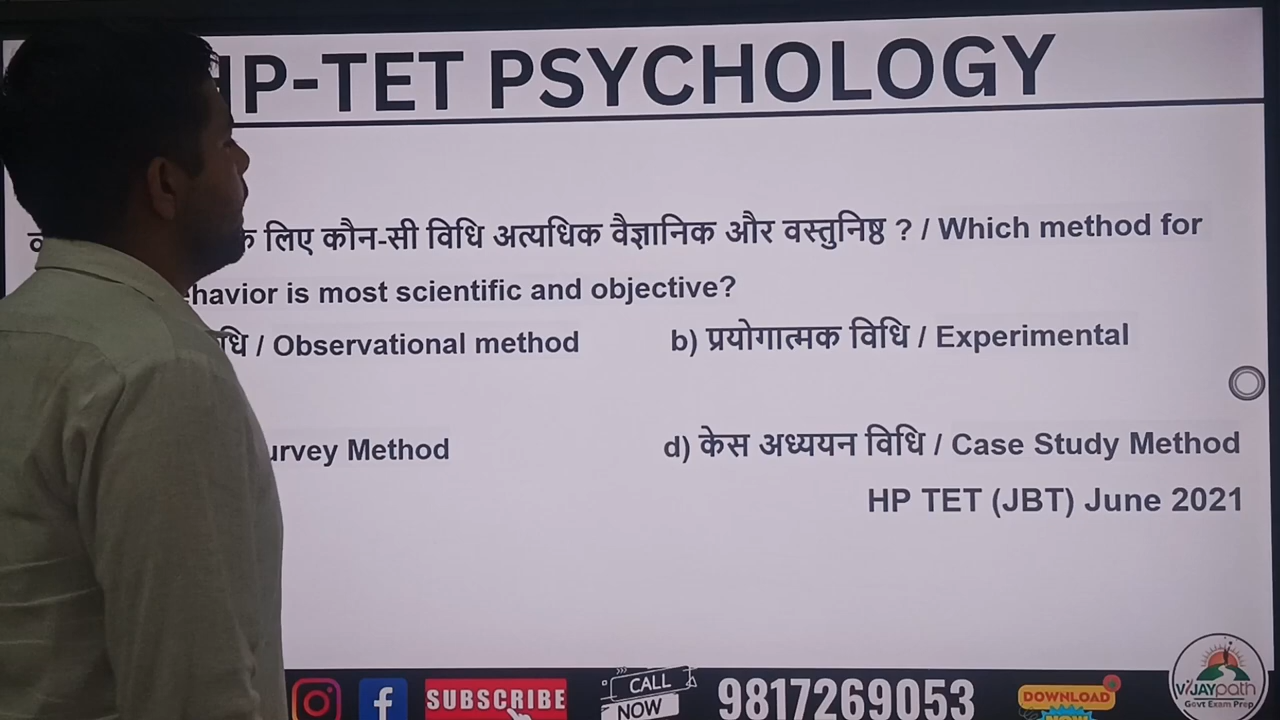 HP-TET PSYCHOLOGY
के लिए कौन-सी विधि अत्यधिक वैज्ञानिक और वस्तुनिष्ठ ? / Which method for
havior is most scientific and objective?
/ Observational method b) प्रयोगात्मक विधि / Experimental
urvey Method d) केस अध्ययन विधि / Case Study Method
HP TET (JBT) June 2021
SUBSCRIBE CALL NOW 9817269053 DOWNLOAD NOW
VIJAYpath
Govt Exam Prep